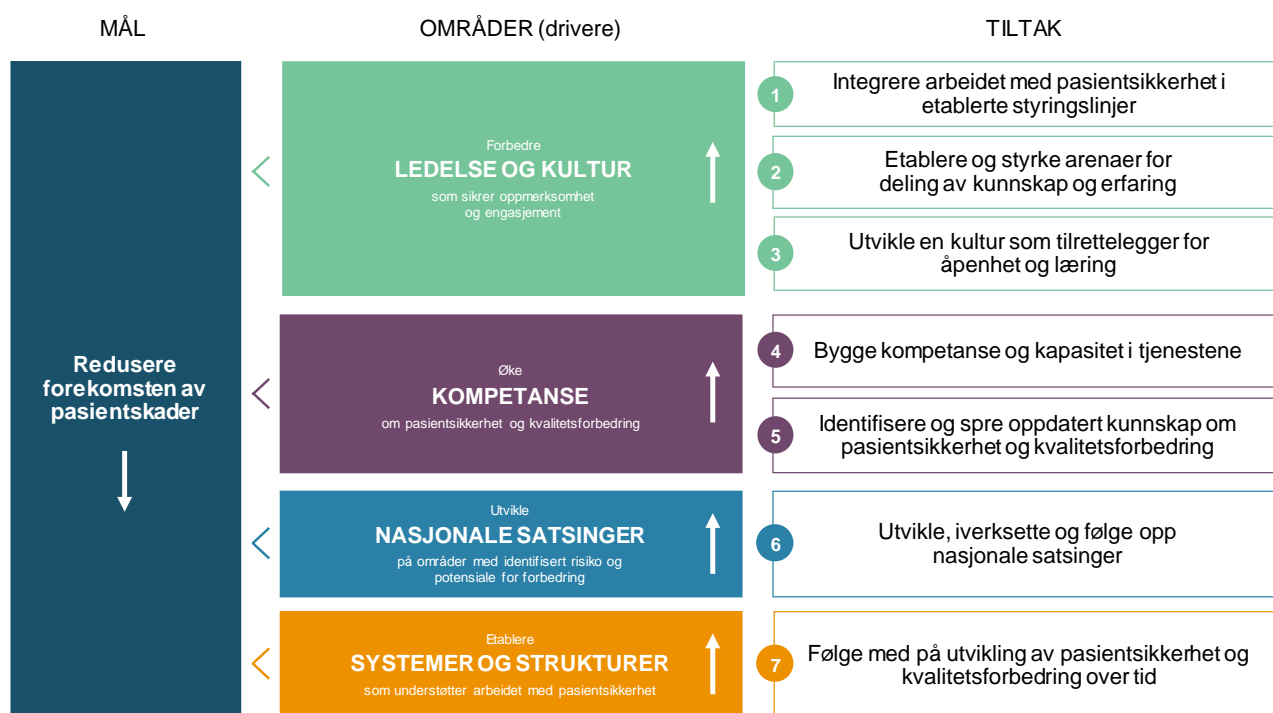 MÅL
OMRÅDER (drivere)
TILTAK
Redusere
forekomsten av
pasientskader
Forbedre
LEDELSE OG KULTUR
som sikrer oppmerksomhet
og engasjement
1
Integrere arbeidet med pasientsikkerhet i
etablerte styringslinjer
2
Etablere og styrke arenaer for
deling av kunnskap og erfaring
3
Utvikle en kultur som tilrettelegger for
åpenhet og læring
Øke
KOMPETANSE
om pasientsikkerhet og kvalitetsforbedring
4
Bygge kompetanse og kapasitet i tjenestene
5
Identifisere og spre oppdatert kunnskap om
pasientsikkerhet og kvalitetsforbedring
Utvikle
NASJONALE SATSINGER
på områder med identifisert risiko og
potensiale for forbedring
6
Utvikle, iverksette og følge opp
nasjonale satsinger
Etablere
SYSTEMER OG STRUKTURER
som understøtter arbeidet med pasientsikkerhet
7
Følge med på utvikling av pasientsikkerhet og
kvalitetsforbedring over tid